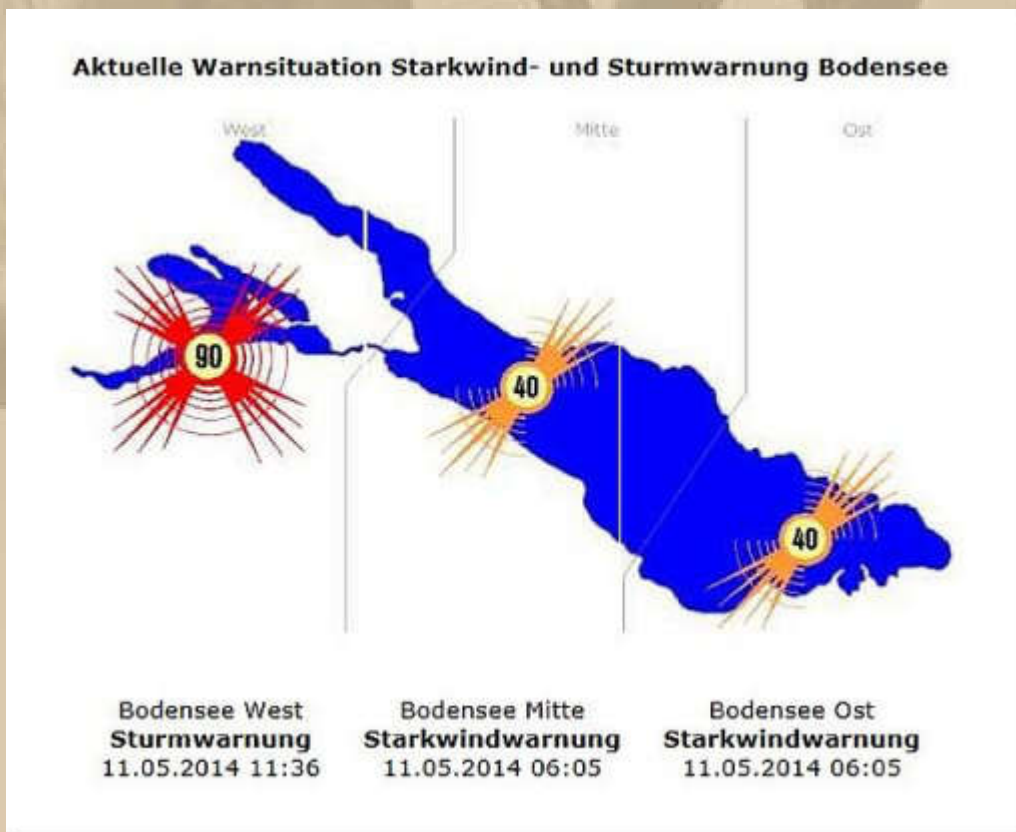 Aktuelle Warnsituation Starkwind- und Sturmwarnung Bodensee
West Mitte Ost
90
40
40
Bodensee West Bodensee Mitte Bodensee Ost
Sturmwarnung Starkwindwarnung Starkwindwarnung
11.05.2014 11:36 11.05.2014 06:05 11.05.2014 06:05